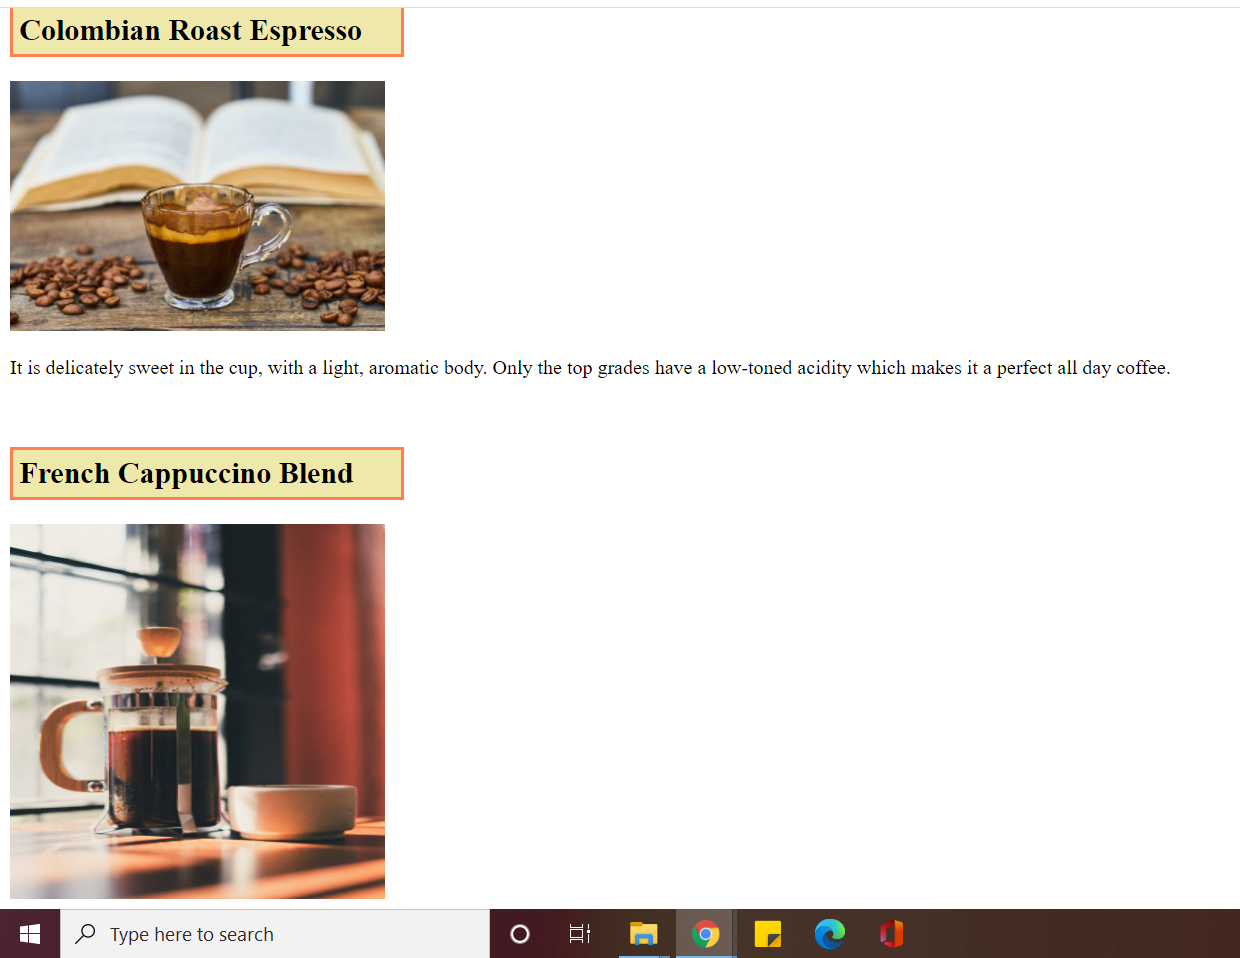 Colombian Roast Espresso
It is delicately sweet in the cup, with a light, aromatic body. Only the top grades have a low-toned acidity which makes it a perfect all day coffee.
French Cappuccino Blend
Type here to search